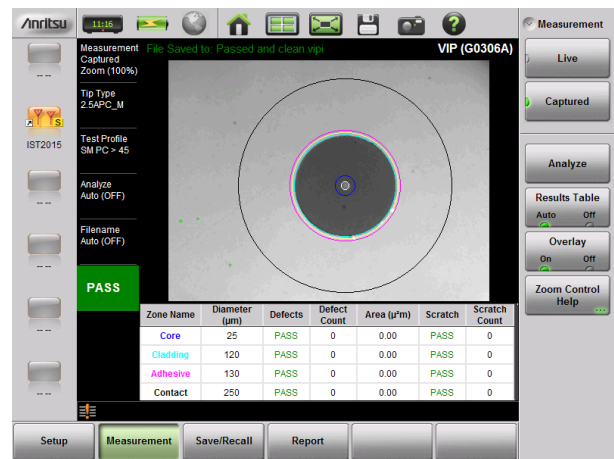 Anritsu
11:16
Measurement
Measurement
Captured
Zoom (100%)
File Saved to: Passed and clean.vipi
VIP (G0306A)
Live
-- --
Tip Type
2.5APC_M
Captured
S
IST2015
Test Profile
SM PC > 45
Analyze
-- --
Analyze
Auto (OFF)
Results Table
Auto Off
-- --
Filename
Auto (OFF)
Overlay
On Off
PASS
Zoom Control
Help
-- --
Zone Name Diameter (µm) Defects Defect Count Area (µ²m) Scratch Scratch Count
Core 25 PASS 0 0.00 PASS 0
Cladding 120 PASS 0 0.00 PASS 0
Adhesive 130 PASS 0 0.00 PASS 0
Contact 250 PASS 0 0.00 PASS 0
-- --
Setup Measurement Save/Recall Report